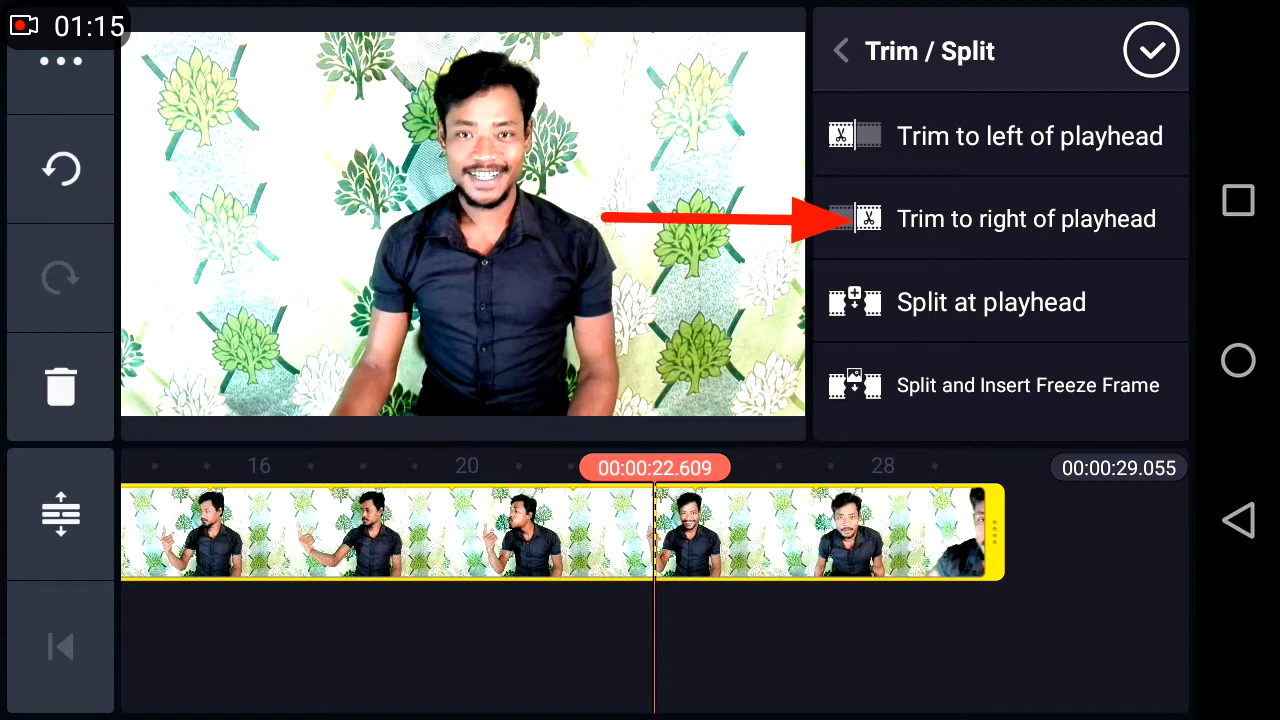 01:15
Trim / Split
Trim to left of playhead
Trim to right of playhead
Split at playhead
Split and Insert Freeze Frame
16
20
00:00:22.609
28
00:00:29.055